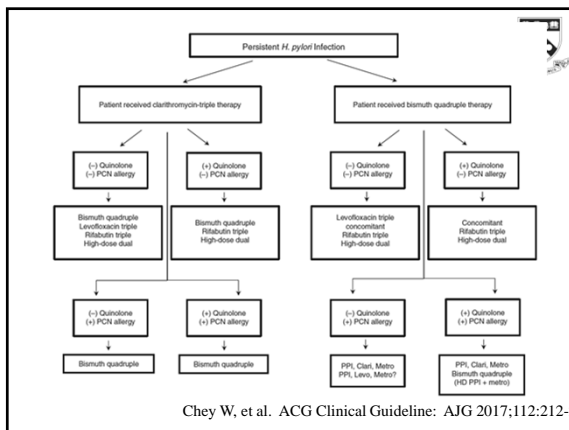 Persistent H. pylori Infection
Patient received clarithromycin-triple therapy
Patient received bismuth quadruple therapy
(–) Quinolone
(–) PCN allergy
(+) Quinolone
(–) PCN allergy
(–) Quinolone
(–) PCN allergy
(+) Quinolone
(–) PCN allergy
Bismuth quadruple
Levofloxacin triple
Rifabutin triple
High-dose dual
Bismuth quadruple
Rifabutin triple
High-dose dual
Levofloxacin triple
concomitant
Rifabutin triple
High-dose dual
Concomitant
Rifabutin triple
High-dose dual
(–) Quinolone
(+) PCN allergy
(+) Quinolone
(+) PCN allergy
(–) Quinolone
(+) PCN allergy
(+) Quinolone
(+) PCN allergy
Bismuth quadruple
Bismuth quadruple
PPI, Clari, Metro
PPI, Levo, Metro?
PPI, Clari, Metro
Bismuth quadruple
(HD PPI + metro)
Chey W, et al. ACG Clinical Guideline: AJG 2017;112:212-